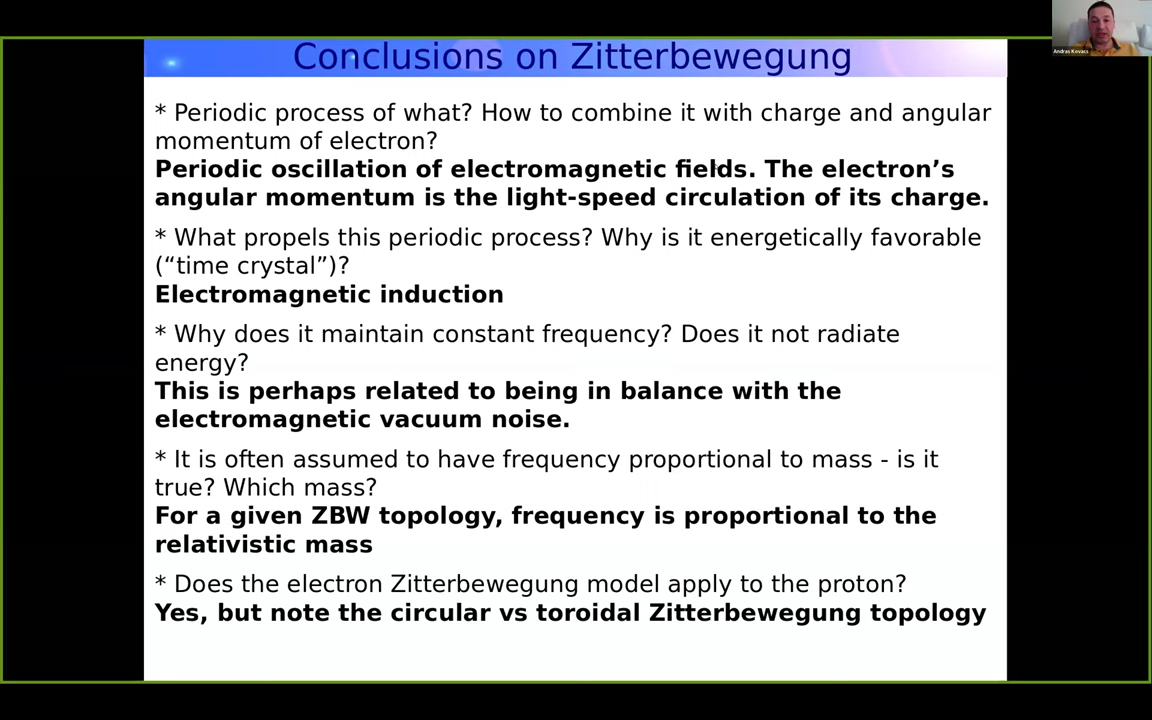 Conclusions on Zitterbewegung
Andras Kovacs
* Periodic process of what? How to combine it with charge and angular
momentum of electron?
Periodic oscillation of electromagnetic fields. The electron’s
angular momentum is the light-speed circulation of its charge.
* What propels this periodic process? Why is it energetically favorable
(“time crystal”)?
Electromagnetic induction
* Why does it maintain constant frequency? Does it not radiate
energy?
This is perhaps related to being in balance with the
electromagnetic vacuum noise.
* It is often assumed to have frequency proportional to mass - is it
true? Which mass?
For a given ZBW topology, frequency is proportional to the
relativistic mass
* Does the electron Zitterbewegung model apply to the proton?
Yes, but note the circular vs toroidal Zitterbewegung topology